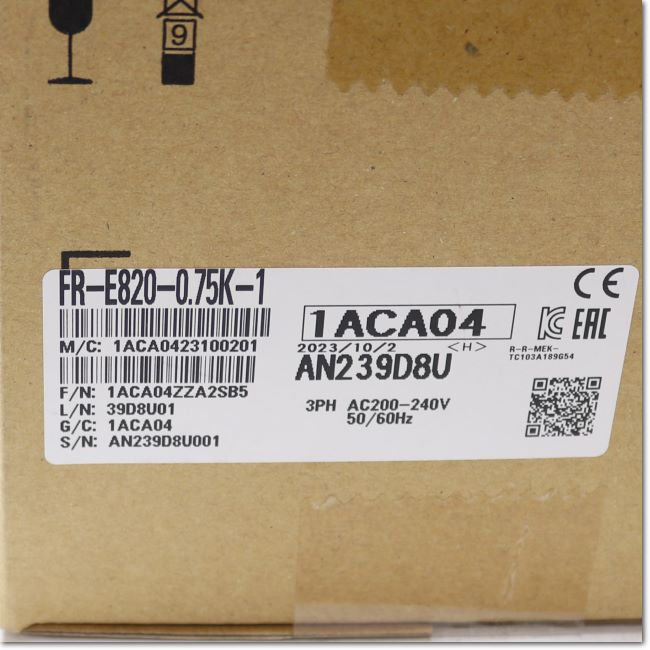 9
FR-E820-0.75K-1
M/C: 1ACA0423100201
F/N: 1ACA04ZZA2SB5
L/N: 39D8U01
G/C: 1ACA04
S/N: AN239D8U001
1ACA04
2023/10/2 <H>
AN239D8U
3PH AC200-240V
50/60Hz
CE
EAC
R-R-MEK-
TC103A189G54